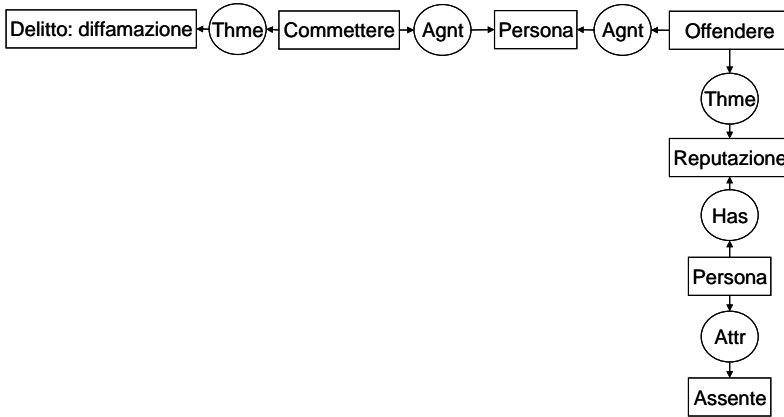 Delitto: diffamazione Thme Commettere Agnt Persona Agnt Offendere
Thme
Reputazione
Has
Persona
Attr
Assente